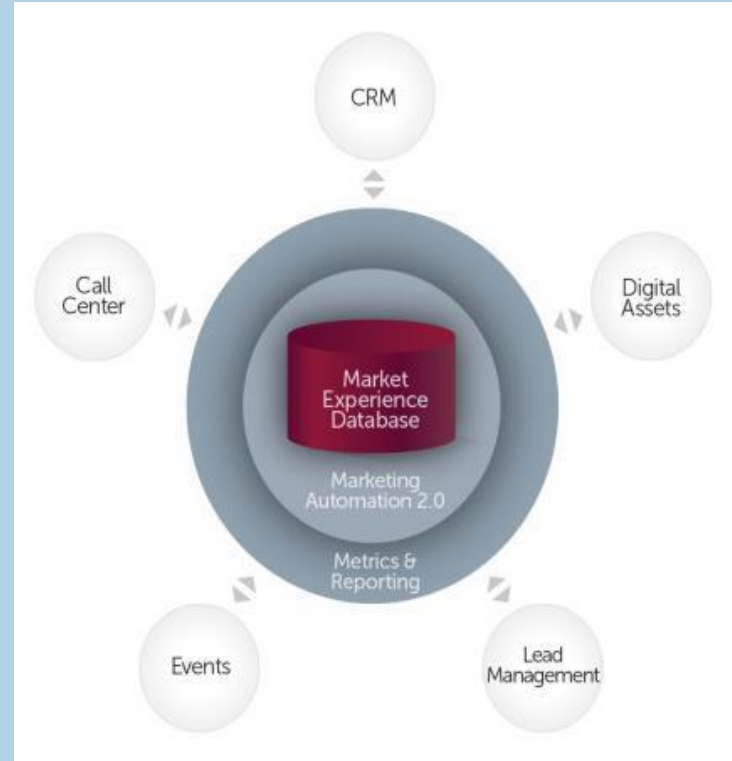 CRM
Call
Center
Digital
Assets
Market
Experience
Database
Marketing
Automation 2.0
Metrics &
Reporting
Events
Lead
Management